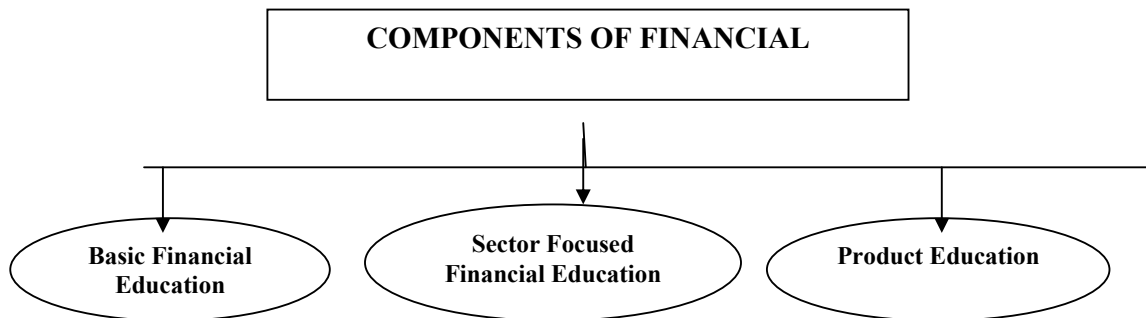 COMPONENTS OF FINANCIAL
Basic Financial
Education
Sector Focused
Financial Education
Product Education